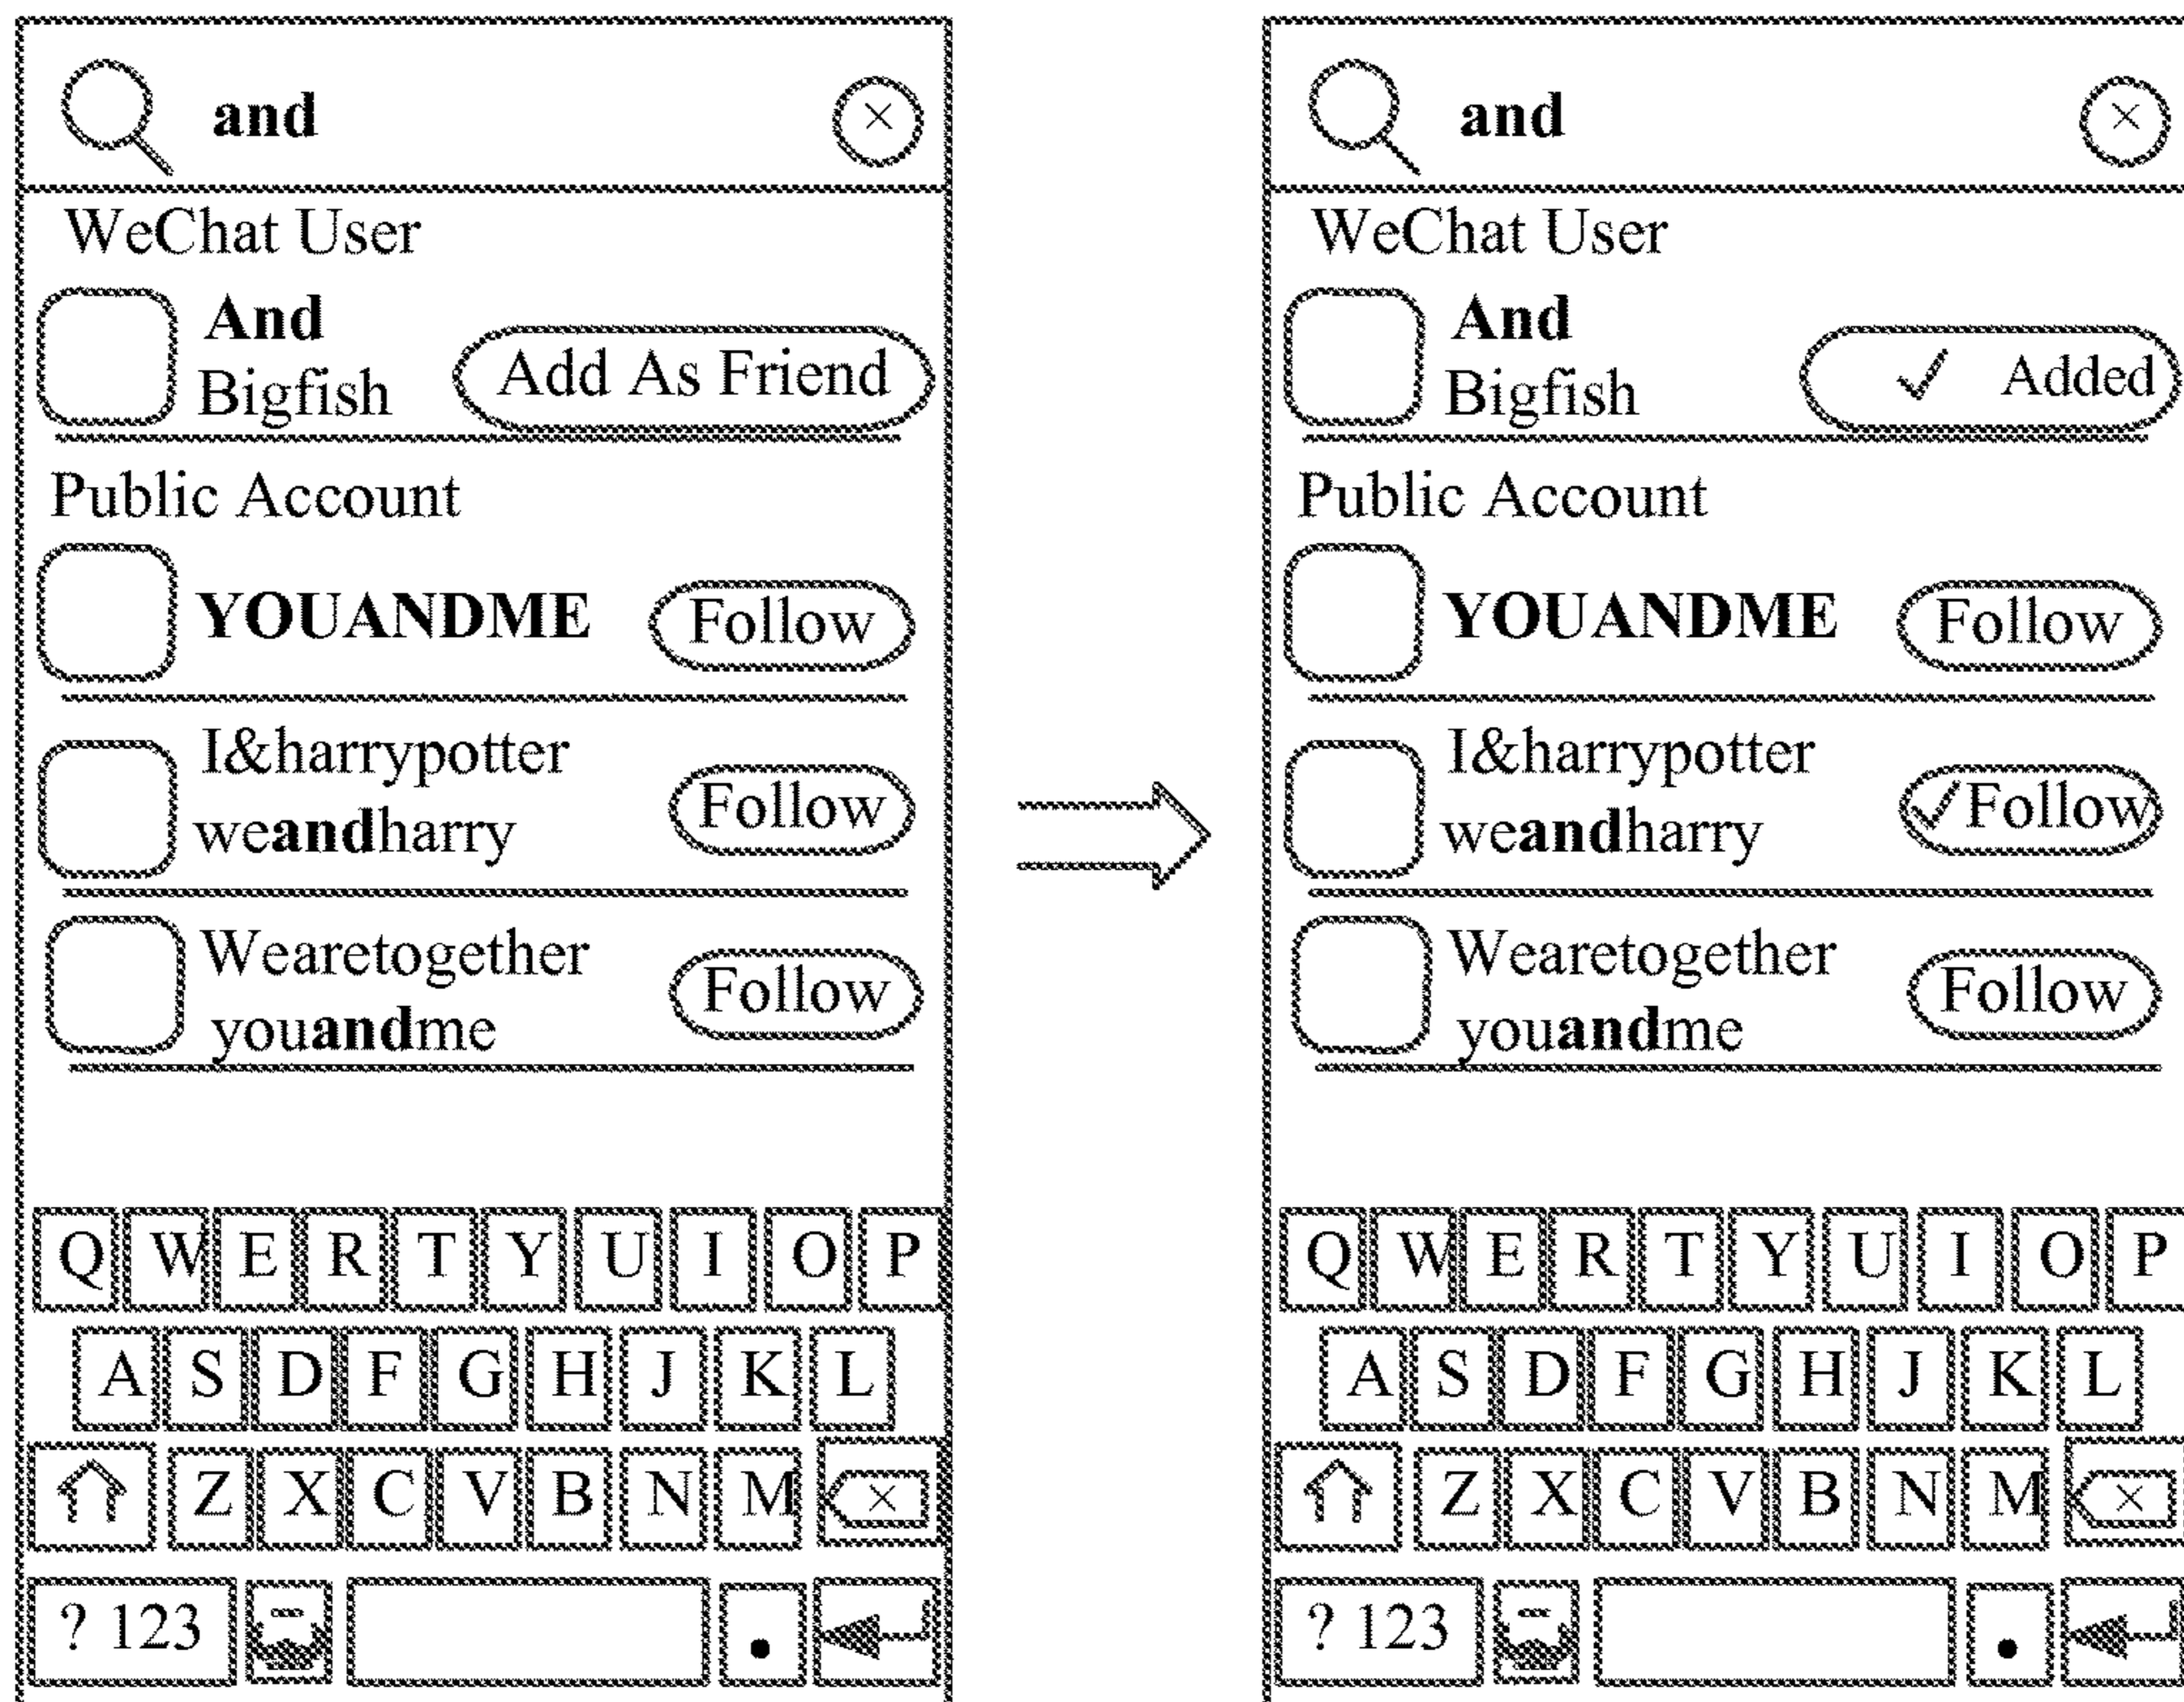 and ×
WeChat User
And
Bigfish
Add As Friend
Public Account
YOUANDME Follow
I&harrypotter
weandharry
Follow
Wearetogether
youandme
Follow
Q W E R T Y U I O P
A S D F G H J K L
Z X C V B N M ×
? 123 .
and ×
WeChat User
And
Bigfish
✓ Added
Public Account
YOUANDME Follow
I&harrypotter
weandharry
✓Follow
Wearetogether
youandme
Follow
Q W E R T Y U I O P
A S D F G H J K L
Z X C V B N M ×
? 123 .